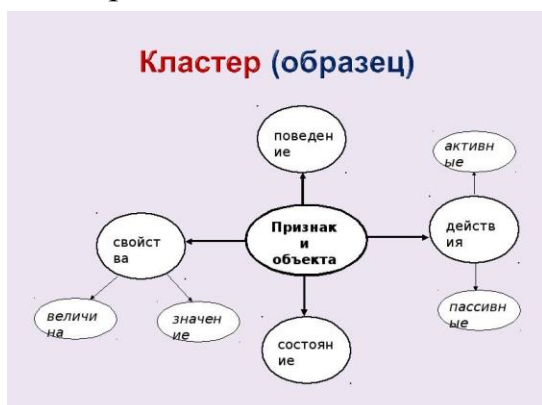 Кластер (образец)
поведен
ие
активн
ые
Признак
и
объекта
свойст
ва
действ
ия
величи
на
значен
ие
состоян
ие
пассивн
ые